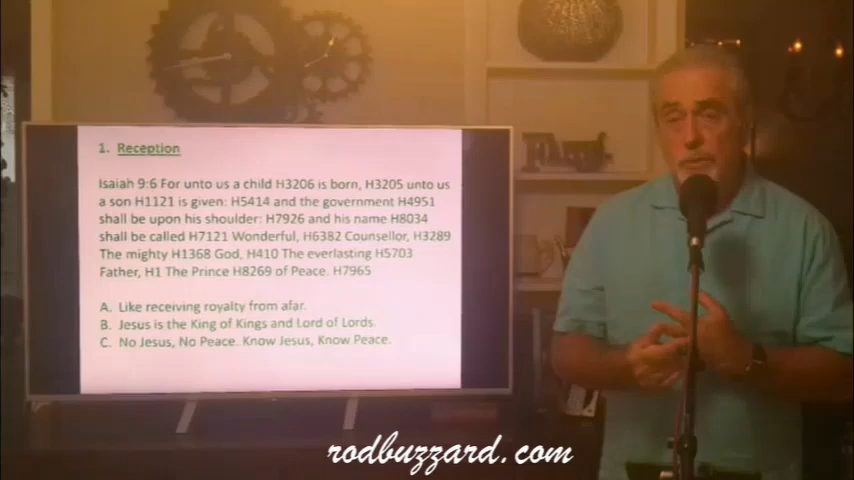 1. Reception
Isaiah 9:6 For unto us a child H3206 is born, H3205 unto us
a son H1121 is given: H5414 and the government H4951
shall be upon his shoulder: H7926 and his name H8034
shall be called H7121 Wonderful, H6382 Counsellor, H3289
The mighty H1368 God, H410 The everlasting H5703
Father, H1 The Prince H8269 of Peace. H7965
A. Like receiving royalty from afar.
B. Jesus is the King of Kings and Lord of Lords.
C. No Jesus, No Peace. Know Jesus, Know Peace.
rodbuzzard.com